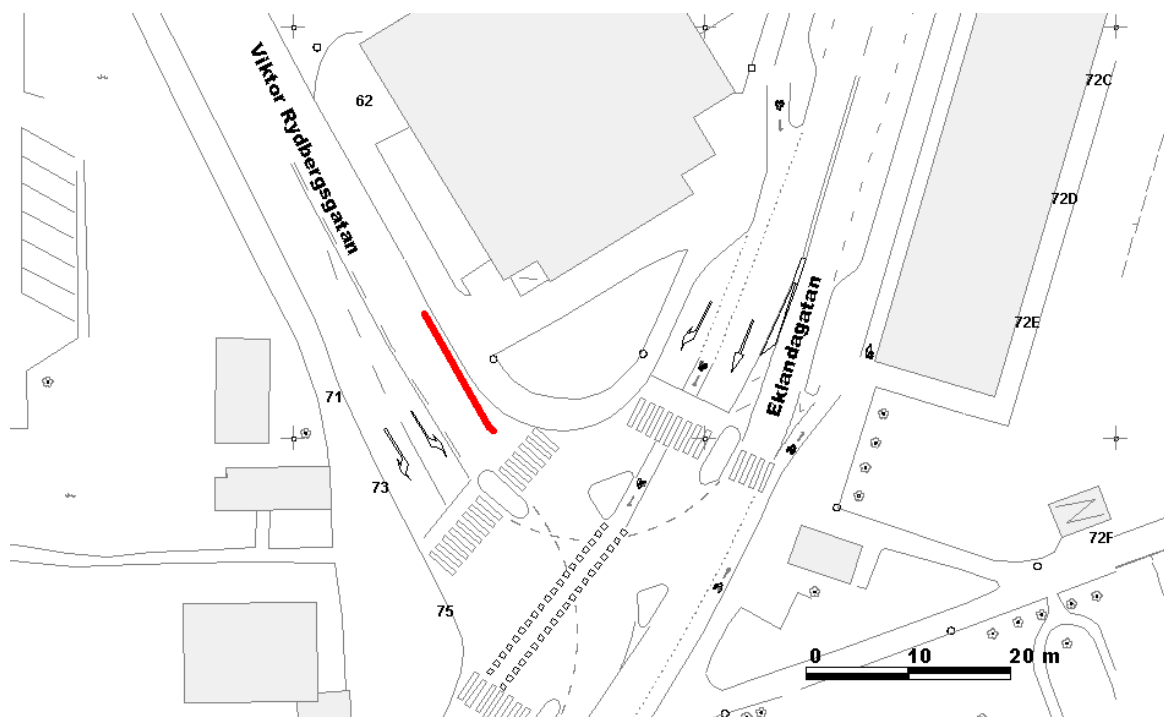 72C
62
Viktor Rydbergsgatan
72D
Eklandagatan
72E
71
73
72F
75
0 10 20 m